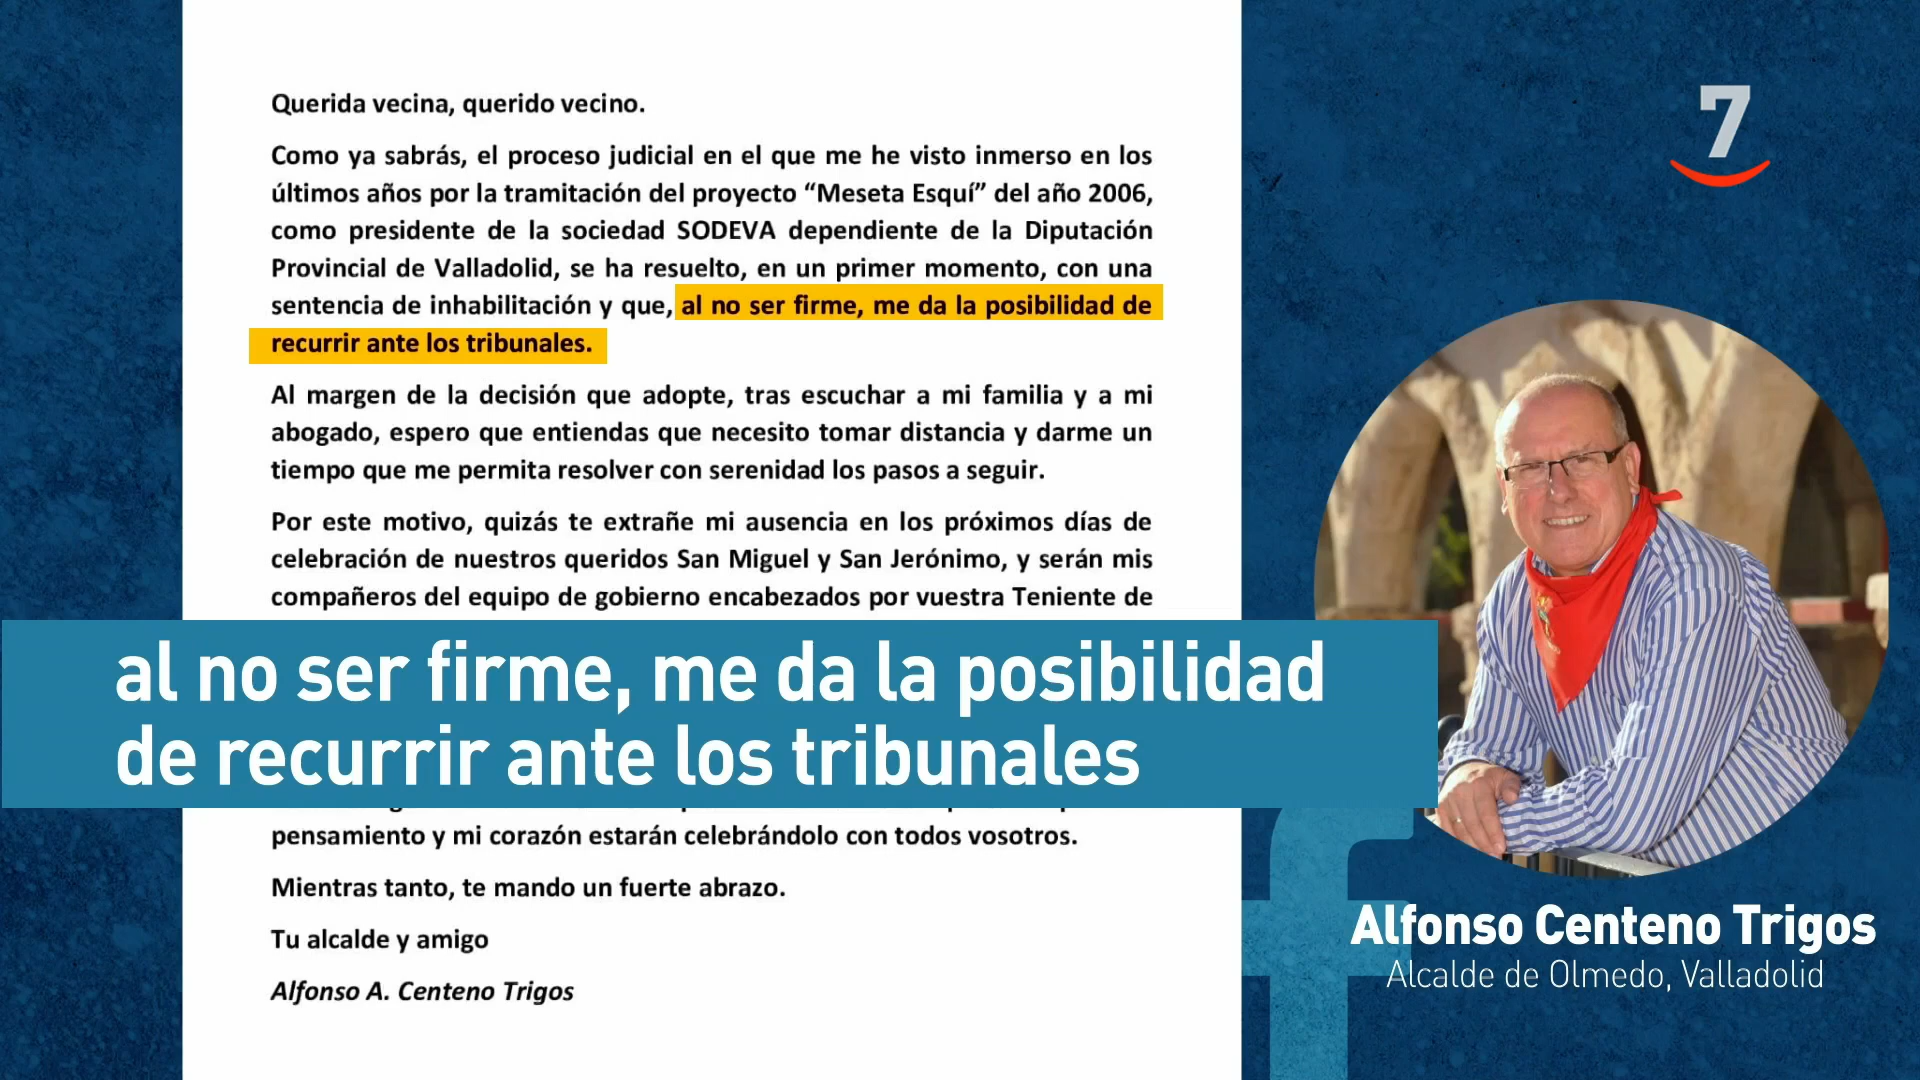 Querida vecina, querido vecino.
Como ya sabrás, el proceso judicial en el que me he visto inmerso en los
últimos años por la tramitación del proyecto “Meseta Esquí” del año 2006,
como presidente de la sociedad SODEVA dependiente de la Diputación
Provincial de Valladolid, se ha resuelto, en un primer momento, con una
sentencia de inhabilitación y que, al no ser firme, me da la posibilidad de
recurrir ante los tribunales.
Al margen de la decisión que adopte, tras escuchar a mi familia y a mi
abogado, espero que entiendas que necesito tomar distancia y darme un
tiempo que me permita resolver con serenidad los pasos a seguir.
Por este motivo, quizás te extrañe mi ausencia en los próximos días de
celebración de nuestros queridos San Miguel y San Jerónimo, y serán mis
compañeros del equipo de gobierno encabezados por vuestra Teniente de
al no ser firme, me da la posibilidad
de recurrir ante los tribunales
pensamiento y mi corazón estarán celebrándolo con todos vosotros.
Mientras tanto, te mando un fuerte abrazo.
Tu alcalde y amigo
Alfonso A. Centeno Trigos
7
f
Alfonso Centeno Trigos
Alcalde de Olmedo, Valladolid